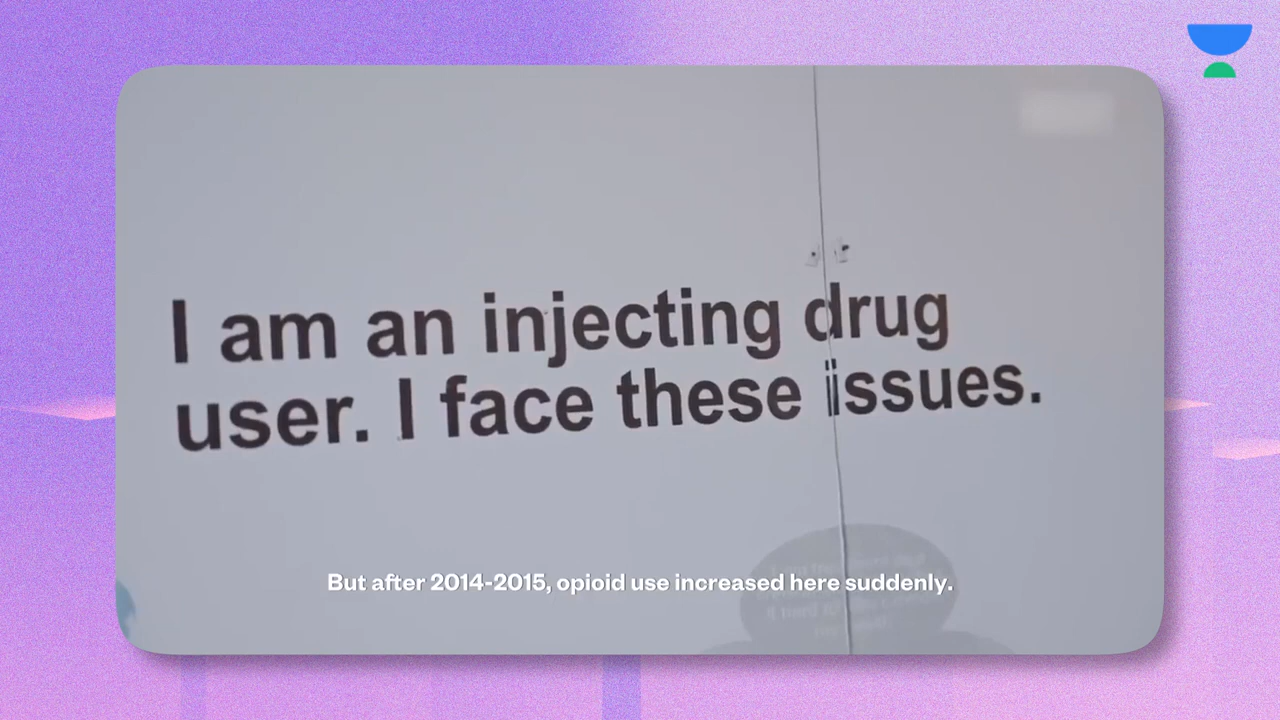 I am an injecting drug
user. I face these issues.
But after 2014-2015, opioid use increased here suddenly.